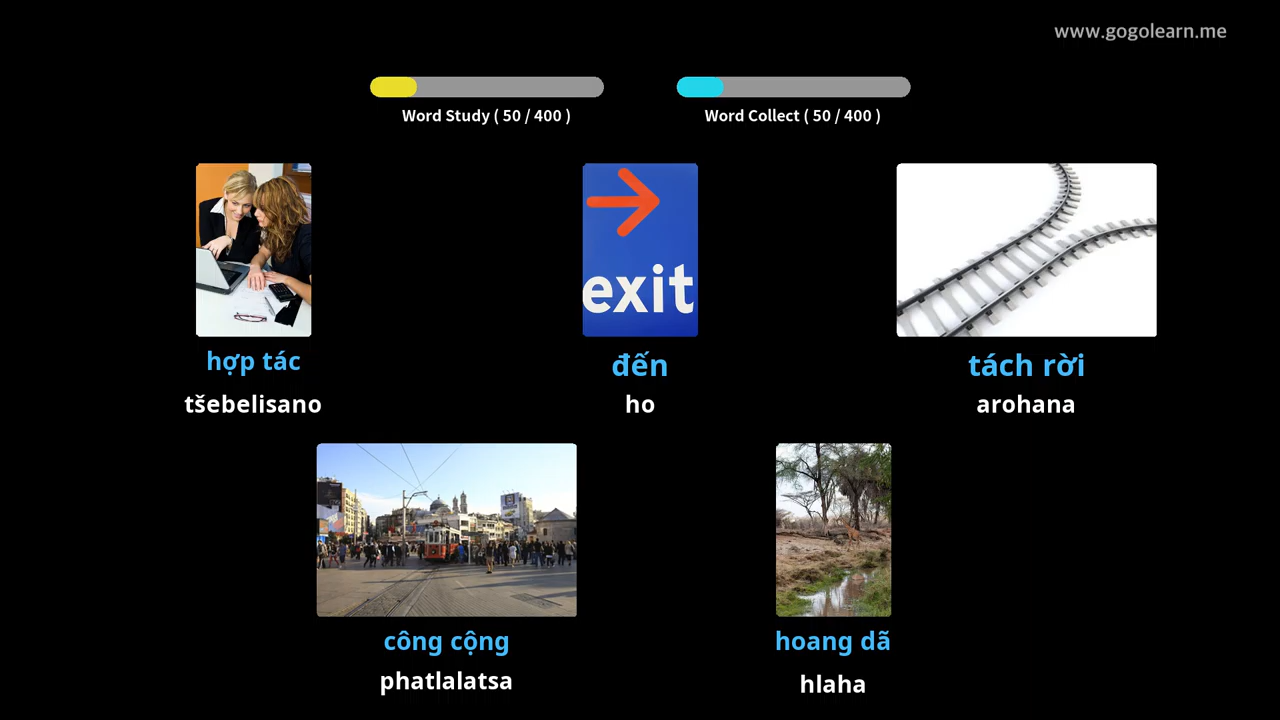 www.gogolearn.me
Word Study ( 50 / 400 )
Word Collect ( 50 / 400 )
exit
hợp tác
tšebelisano
đến
ho
tách rời
arohana
công cộng
phatlalatsa
hoang dã
hlaha